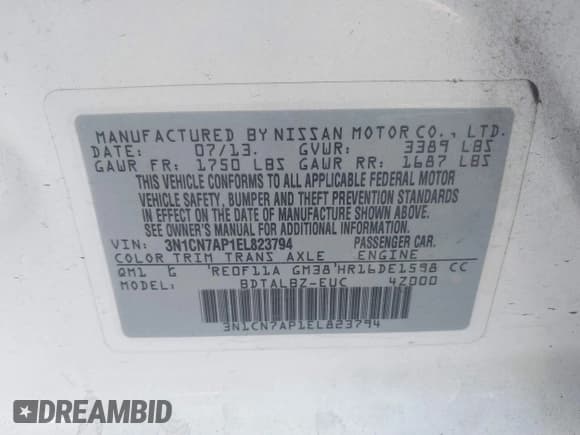 MANUFACTURED BY NISSAN MOTOR CO., LTD.
DATE: 07/13. GVWR: 3389 LBS
GAWR FR: 1750 LBS GAWR RR: 1687 LBS
THIS VEHICLE CONFORMS TO ALL APPLICABLE FEDERAL MOTOR
VEHICLE SAFETY, BUMPER AND THEFT PREVENTION STANDARDS
IN EFFECT ON THE DATE OF MANUFACTURE SHOWN ABOVE.
SEE OWNER'S MANUAL FOR ADDITIONAL INFORMATION.
VIN: 3N1CN7AP1EL823794 PASSENGER CAR.
COLOR TRIM TRANS AXLE ENGINE
QM1 G 'RE0F11A GM38'HR16DE1598 CC
MODEL: BDTALBZ-EUC 4Z000
3N1CN7AP1EL823794
DREAMBID